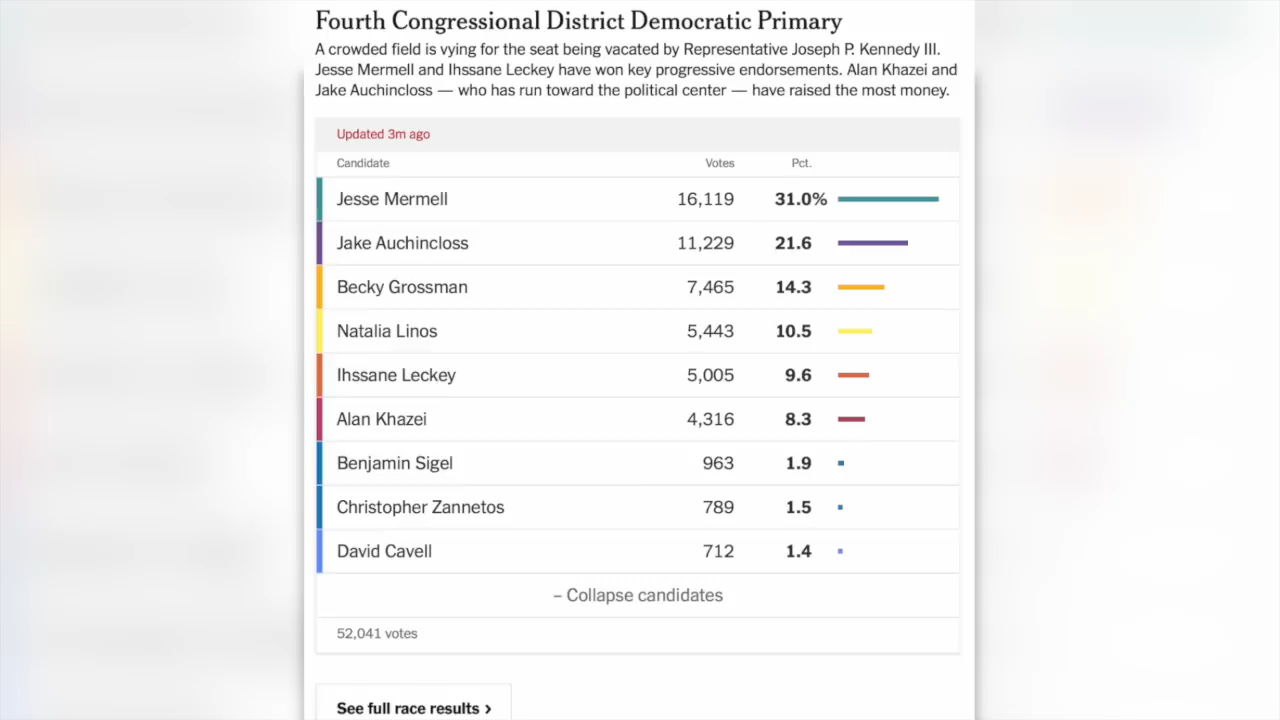 Fourth Congressional District Democratic Primary
A crowded field is vying for the seat being vacated by Representative Joseph P. Kennedy III.
Jesse Mermell and Ihssane Leckey have won key progressive endorsements. Alan Khazei and
Jake Auchincloss — who has run toward the political center — have raised the most money.
Updated 3m ago
Candidate Votes Pct.
Jesse Mermell 16,119 31.0%
Jake Auchincloss 11,229 21.6
Becky Grossman 7,465 14.3
Natalia Linos 5,443 10.5
Ihssane Leckey 5,005 9.6
Alan Khazei 4,316 8.3
Benjamin Sigel 963 1.9
Christopher Zannetos 789 1.5
David Cavell 712 1.4
– Collapse candidates
52,041 votes
See full race results ›